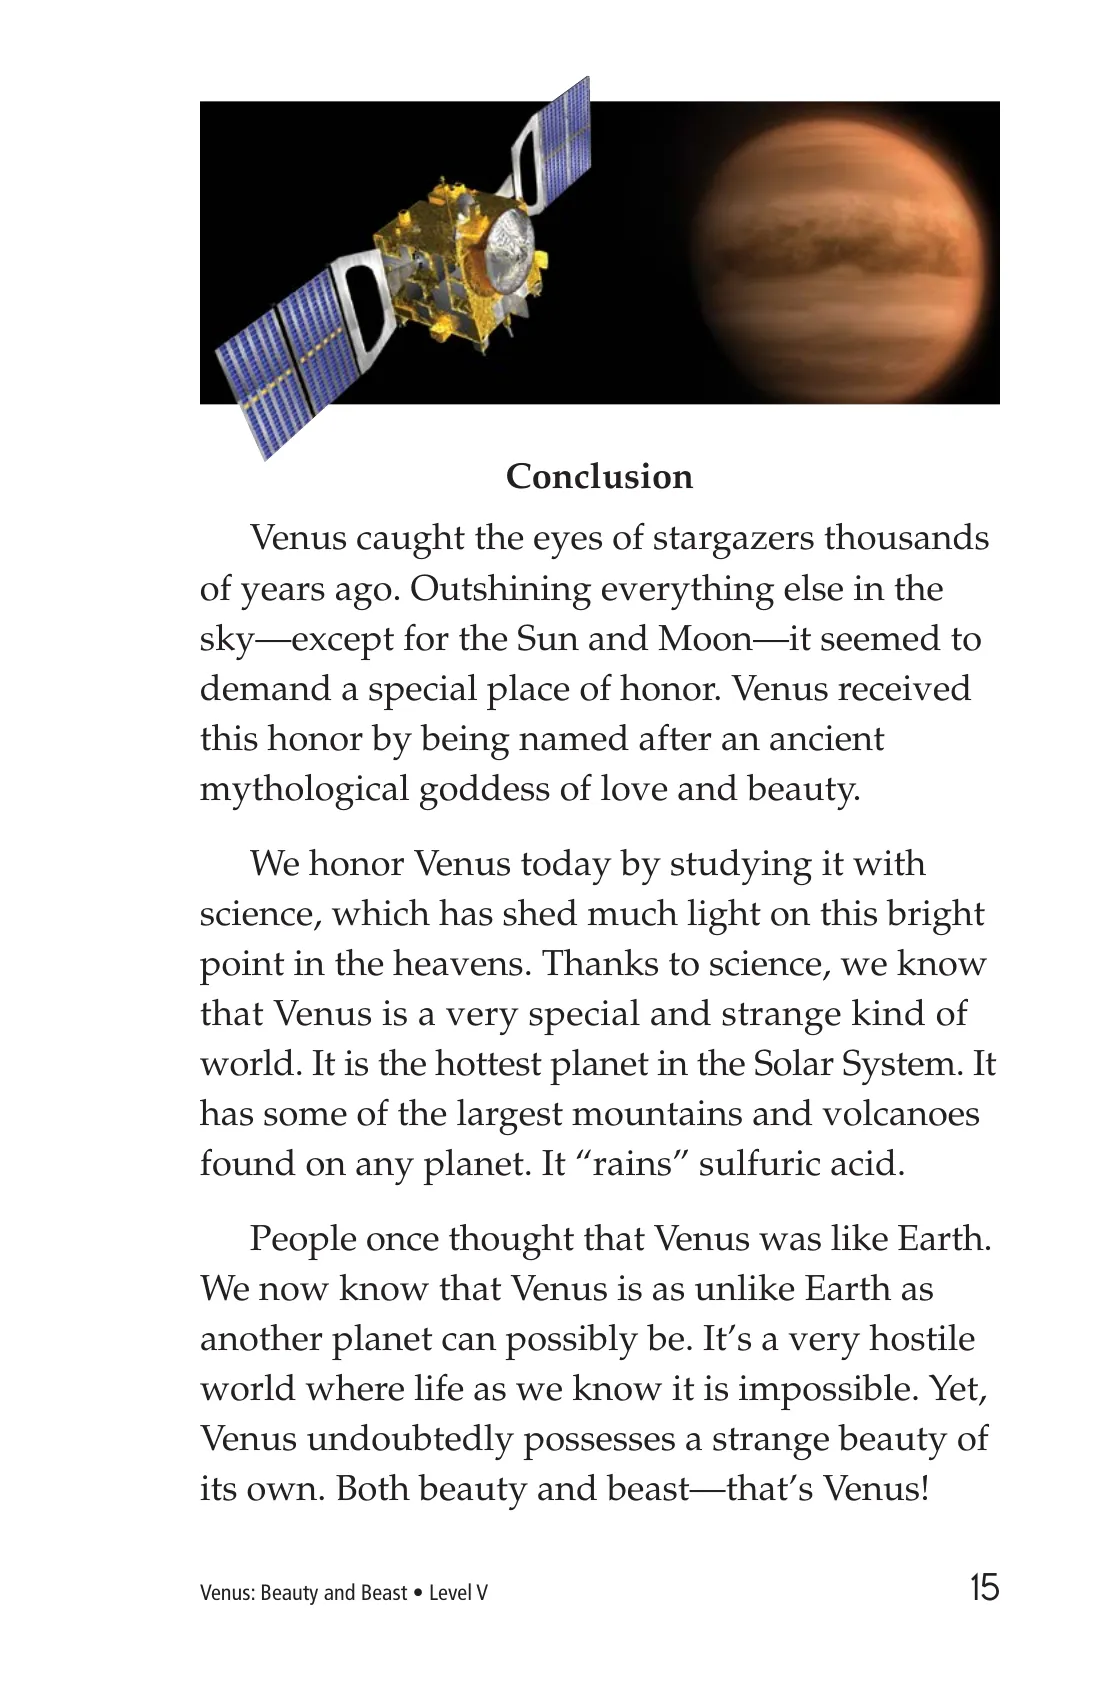 Conclusion
Venus caught the eyes of stargazers thousands
of years ago. Outshining everything else in the
sky—except for the Sun and Moon—it seemed to
demand a special place of honor. Venus received
this honor by being named after an ancient
mythological goddess of love and beauty.
We honor Venus today by studying it with
science, which has shed much light on this bright
point in the heavens. Thanks to science, we know
that Venus is a very special and strange kind of
world. It is the hottest planet in the Solar System. It
has some of the largest mountains and volcanoes
found on any planet. It “rains” sulfuric acid.
People once thought that Venus was like Earth.
We now know that Venus is as unlike Earth as
another planet can possibly be. It’s a very hostile
world where life as we know it is impossible. Yet,
Venus undoubtedly possesses a strange beauty of
its own. Both beauty and beast—that’s Venus!
Venus: Beauty and Beast • Level V 15